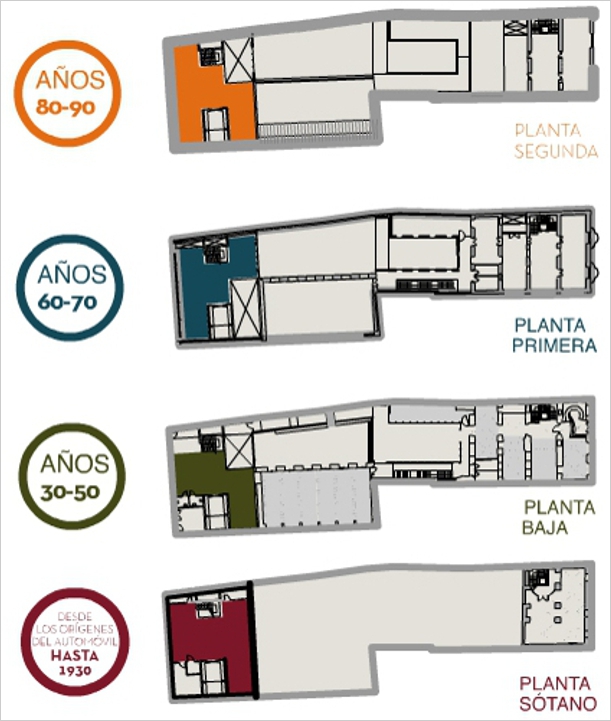 AÑOS
80-90
PLANTA
SEGUNDA
AÑOS
60-70
PLANTA
PRIMERA
AÑOS
30-50
PLANTA
BAJA
DESDE
LOS ORÍGENES
DEL AUTOMÓVIL
HASTA
1930
PLANTA
SÓTANO